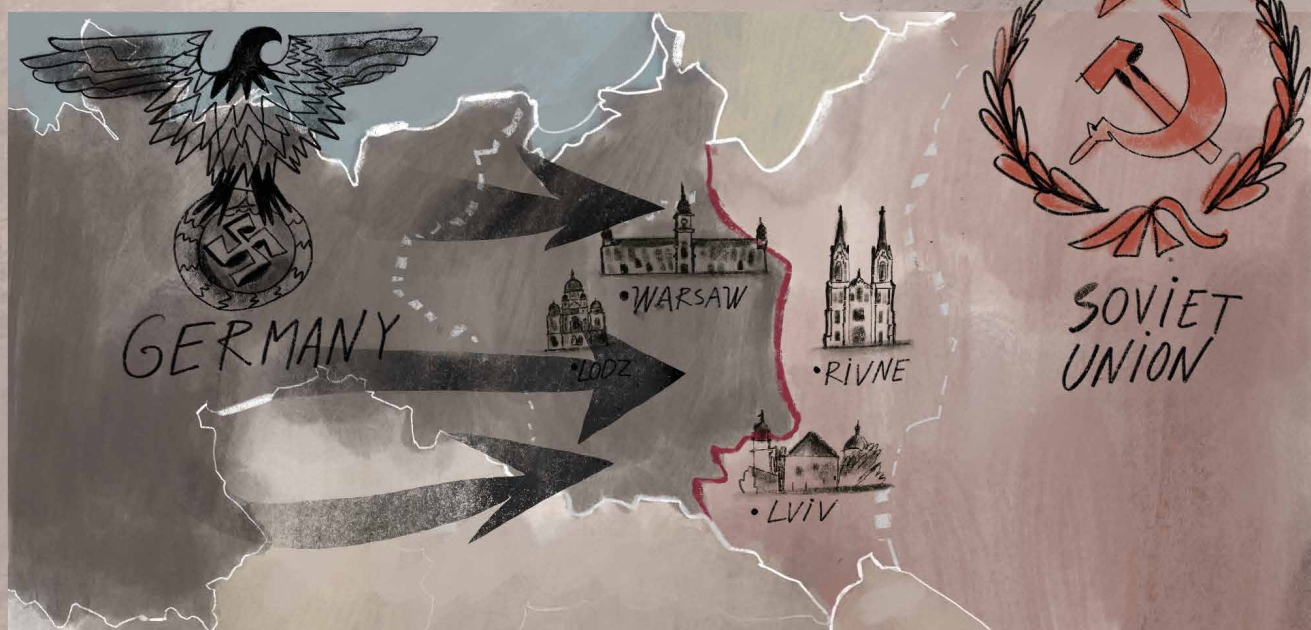 GERMANY
WARSAW
LODZ
RIVNE
LVIV
SOVIET
UNION